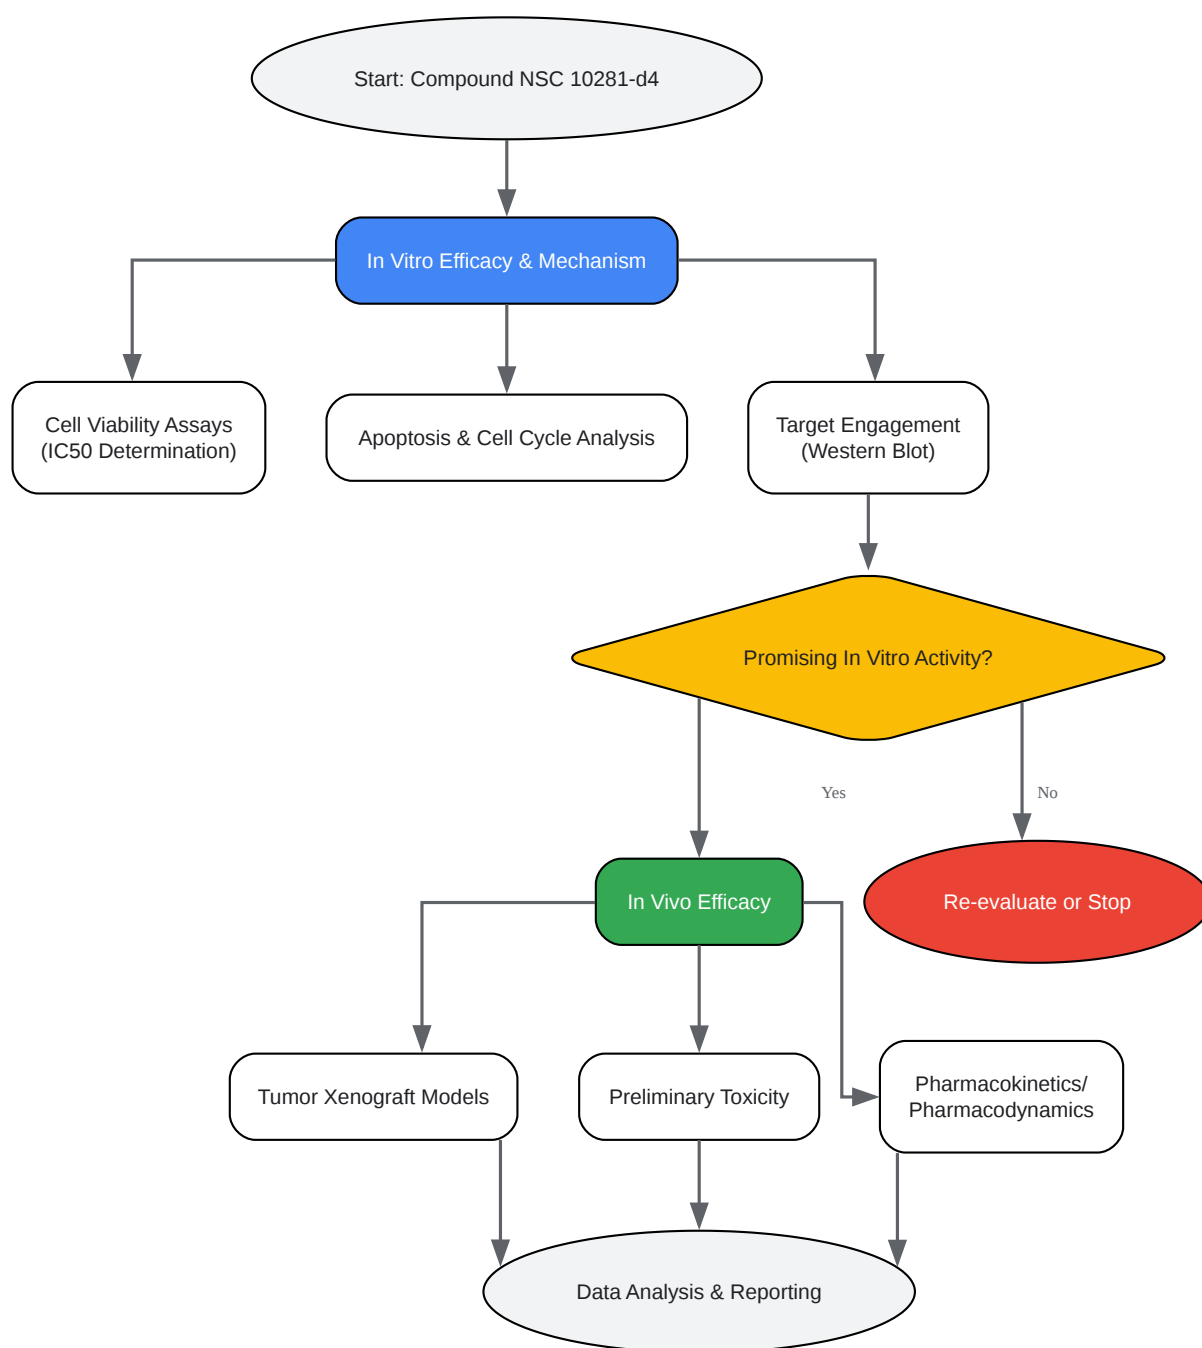 Start: Compound NSC 10281-d4
In Vitro Efficacy & Mechanism
Cell Viability Assays
(IC50 Determination)
Apoptosis & Cell Cycle Analysis
Target Engagement
(Western Blot)
Promising In Vitro Activity?
Yes
No
In Vivo Efficacy
Re-evaluate or Stop
Tumor Xenograft Models
Preliminary Toxicity
Pharmacokinetics/
Pharmacodynamics
Data Analysis & Reporting